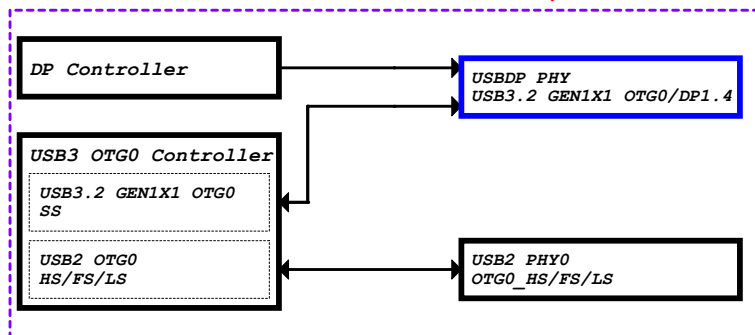 DP Controller
USBDP PHY
USB3.2 GEN1X1 OTG0/DP1.4
USB3 OTG0 Controller
USB3.2 GEN1X1 OTG0
SS
USB2 OTG0
HS/FS/LS
USB2 PHY0
OTG0_HS/FS/LS